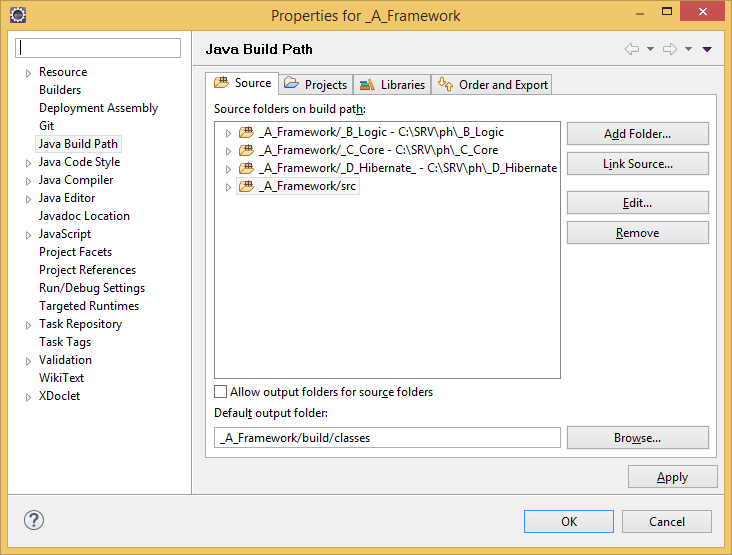 Properties for _A_Framework
Java Build Path
Resource
Builders
Deployment Assembly
Git
Java Build Path
Java Code Style
Java Compiler
Java Editor
Javadoc Location
JavaScript
Project Facets
Project References
Run/Debug Settings
Targeted Runtimes
Task Repository
Task Tags
Validation
WikiText
XDoclet
Source
Projects
Libraries
Order and Export
Source folders on build path:
_A_Framework/_B_Logic - C:\SRV\ph\_B_Logic
_A_Framework/_C_Core - C:\SRV\ph\_C_Core
_A_Framework/_D_Hibernate_ - C:\SRV\ph\_D_Hibernate
_A_Framework/src
Add Folder...
Link Source...
Edit...
Remove
Allow output folders for source folders
Default output folder:
_A_Framework/build/classes
Browse...
Apply
?
OK
Cancel